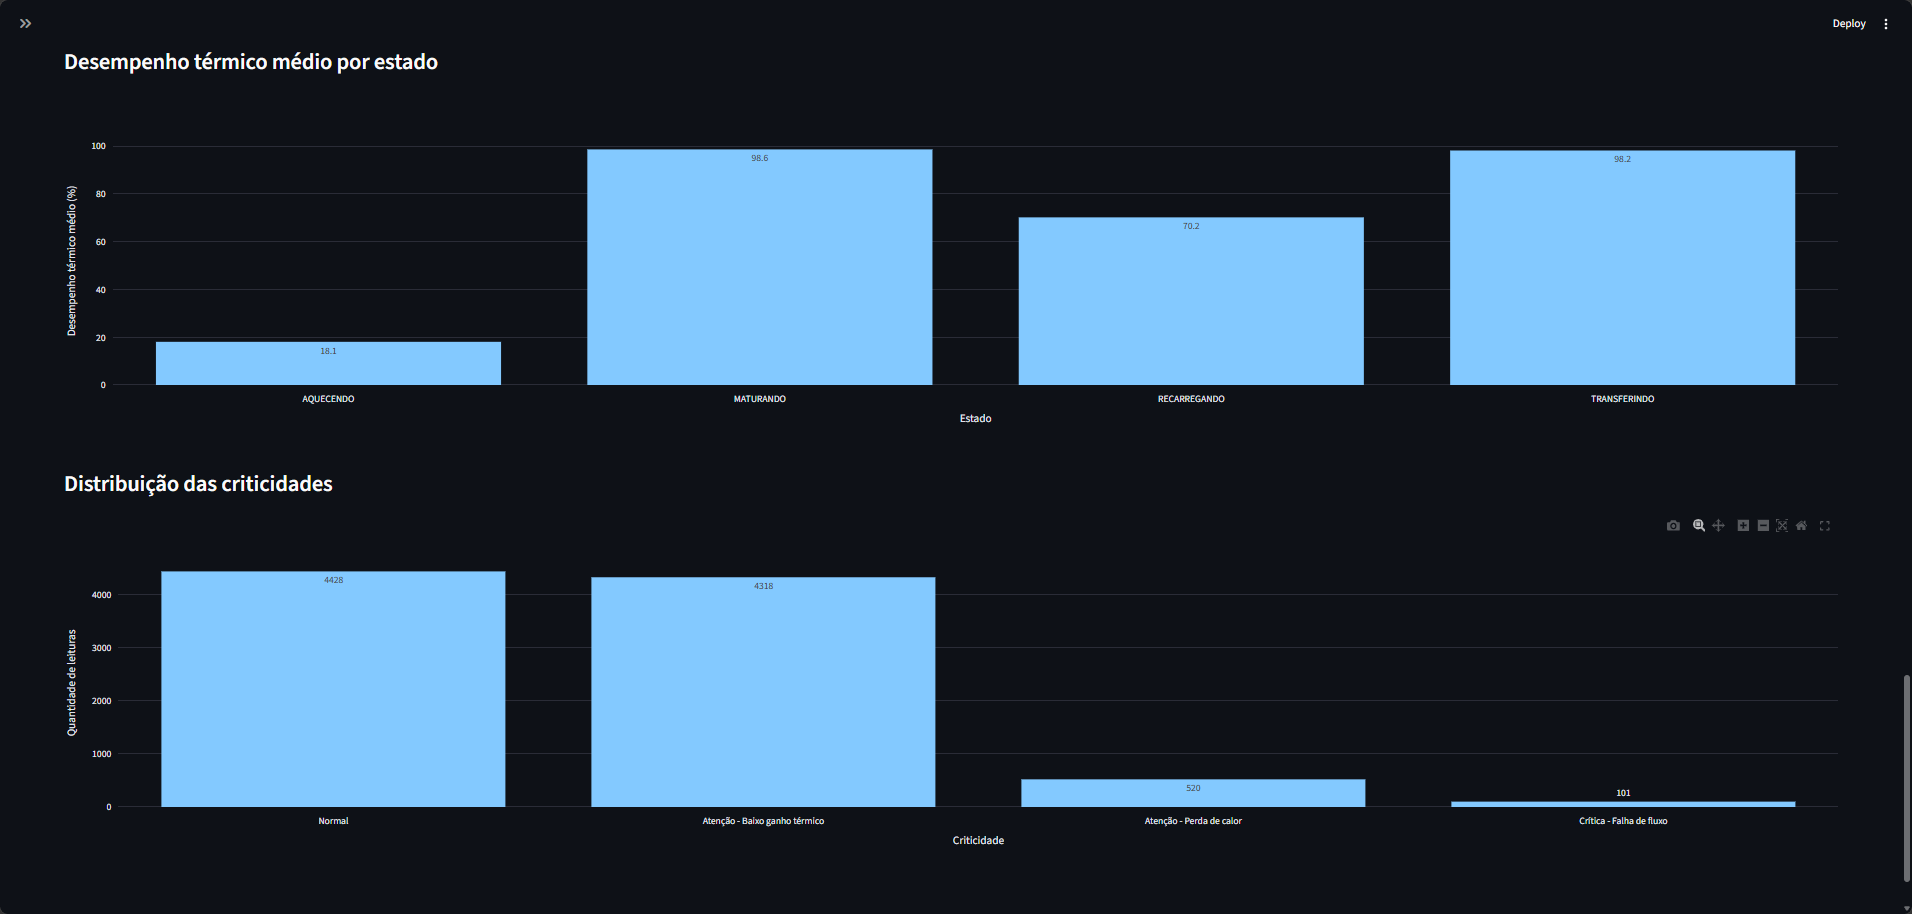 Deploy
Desempenho térmico médio por estado
Desempenho térmico médio (%)
100
80
60
40
20
0
18.1
98.6
70.2
98.2
AQUECENDO
MATURANDO
RECARREGANDO
TRANSFERINDO
Estado
Distribuição das criticidades
Quantidade de leituras
4000
3000
2000
1000
0
4428
4318
520
101
Normal
Atenção - Baixo ganho térmico
Atenção - Perda de calor
Crítica - Falha de fluxo
Criticidade